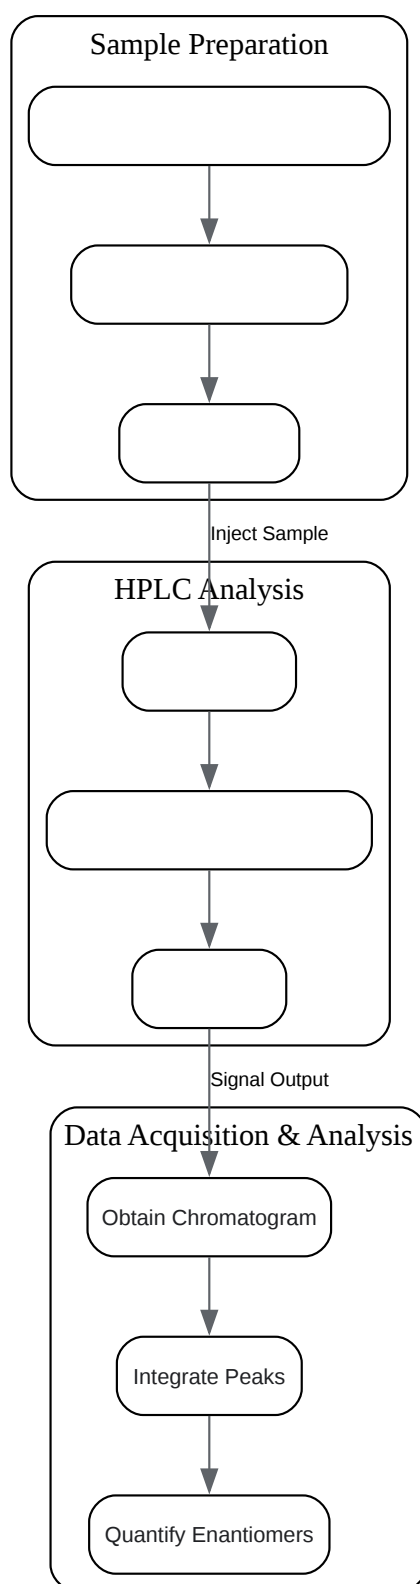 Sample Preparation
Inject Sample
HPLC Analysis
Signal Output
Data Acquisition & Analysis
Obtain Chromatogram
Integrate Peaks
Quantify Enantiomers